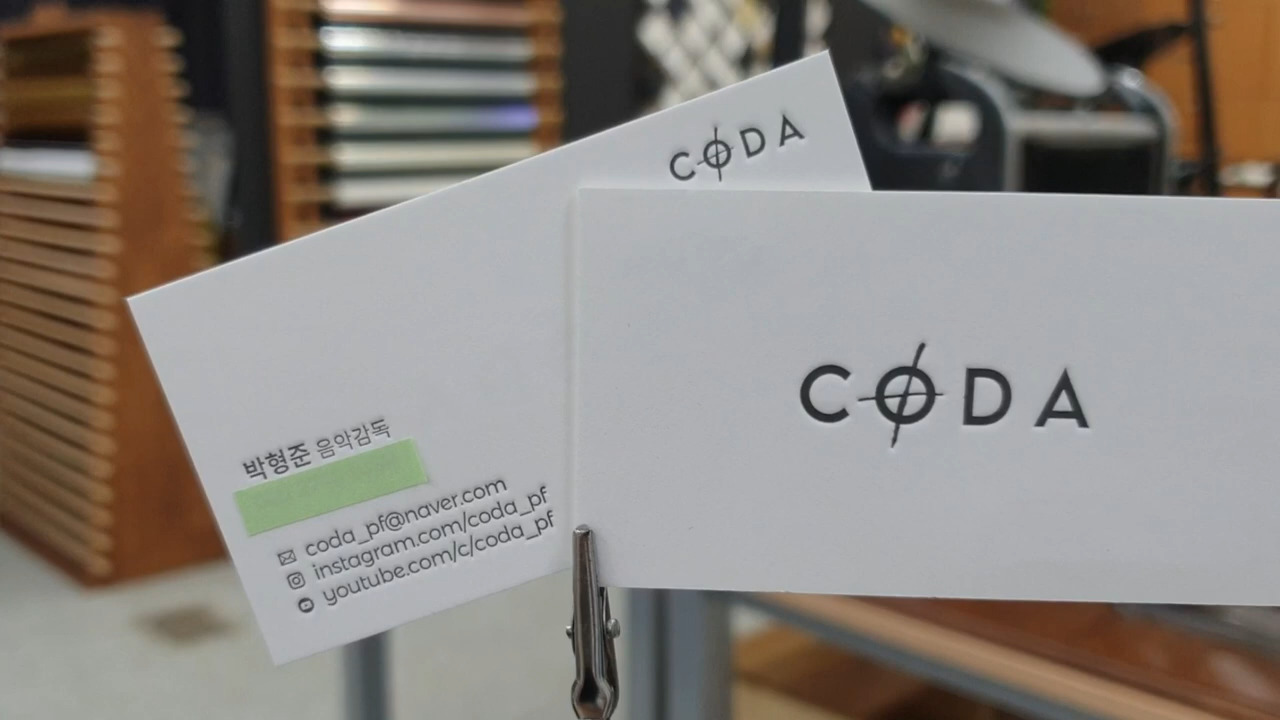 CODA
박형준 음악감독
coda_pf@naver.com
instagram.com/coda_pf
youtube.com/c/coda_pf
CODA